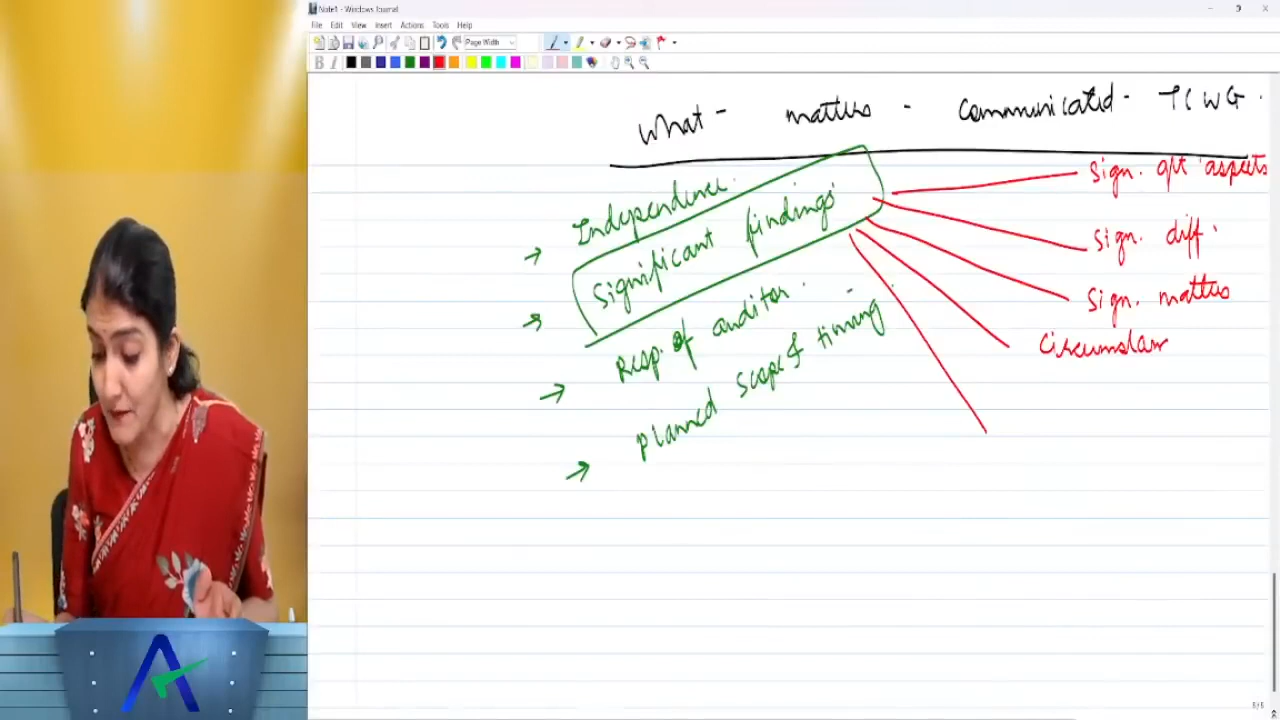 Note1 - Windows Journal
File Edit View Insert Actions Tools Help
Page Width
B I
What - matters - communicated - TCWG.
→ Independence.
→ Significant findings
→ Resp. of auditor.
→ planned scope & timing
Sign. qlt aspects
Sign. diff.
Sign. matters
Circumstan